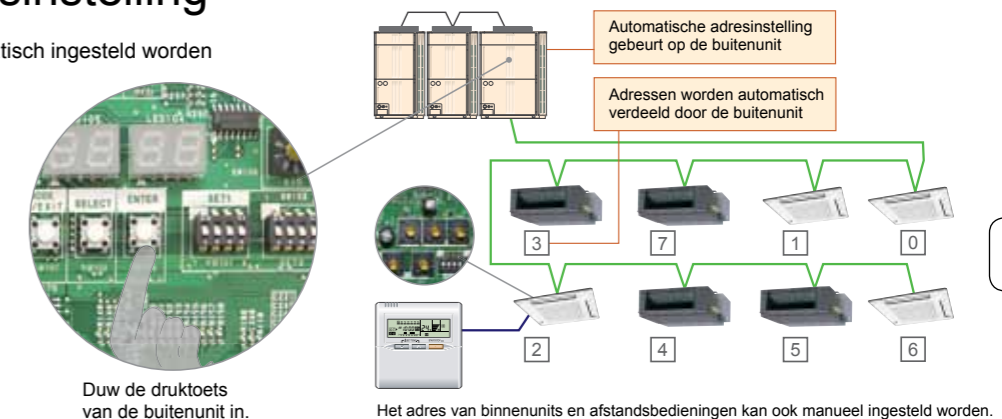 sinstelling
tisch ingesteld worden
Automatische adresinstelling
gebeurt op de buitenunit
Adressen worden automatisch
verdeeld door de buitenunit
SELECT
ENTER
SET1
3
7
1
0
2
4
5
6
Duw de druktoets
van de buitenunit in.
Het adres van binnenunits en afstandsbedieningen kan ook manueel ingesteld worden.